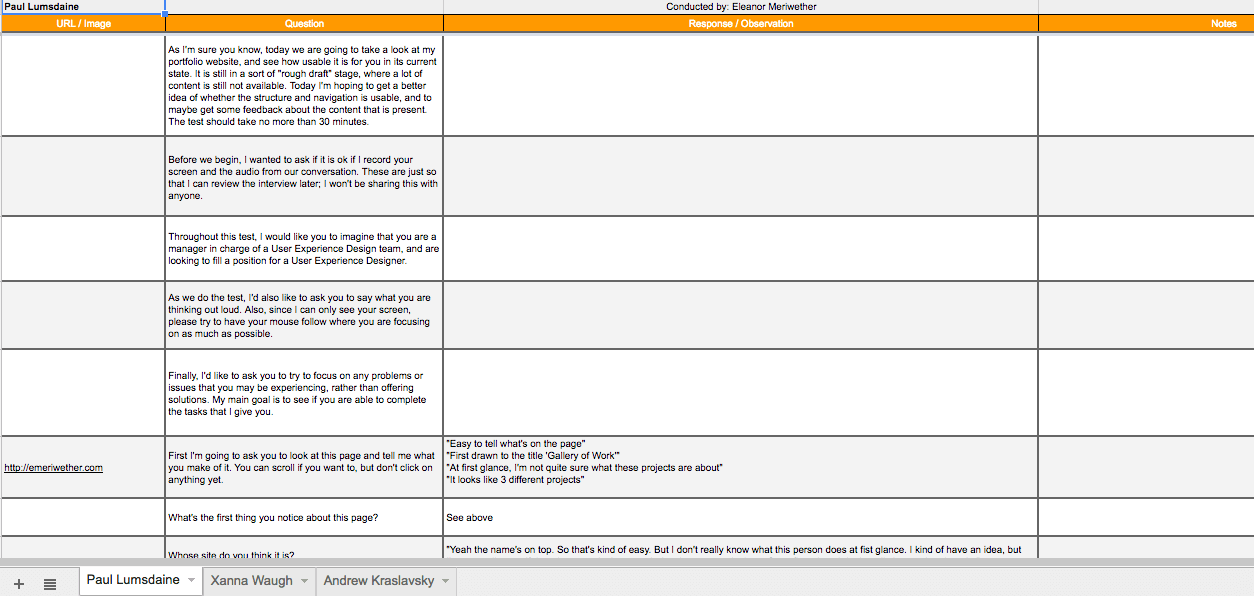 Paul Lumsdaine
Conducted by: Eleanor Meriwether
URL / Image
Question
Response / Observation
Notes
As I'm sure you know, today we are going to take a look at my
portfolio website, and see how usable it is for you in its current
state. It is still in a sort of "rough draft" stage, where a lot of
content is still not available. Today I'm hoping to get a better
idea of whether the structure and navigation is usable, and to
maybe get some feedback about the content that is present.
The test should take no more than 30 minutes.
Before we begin, I wanted to ask if it is ok if I record your
screen and the audio from our conversation. These are just so
that I can review the interview later; I won't be sharing this with
anyone.
Throughout this test, I would like you to imagine that you are a
manager in charge of a User Experience Design team, and are
looking to fill a position for a User Experience Designer.
As we do the test, I'd also like to ask you to say what you are
thinking out loud. Also, since I can only see your screen,
please try to have your mouse follow where you are focusing
on as much as possible.
Finally, I'd like to ask you to try to focus on any problems or
issues that you may be experiencing, rather than offering
solutions. My main goal is to see if you are able to complete
the tasks that I give you.
http://emeriwether.com
First I'm going to ask you to look at this page and tell me what
you make of it. You can scroll if you want to, but don't click on
anything yet.
"Easy to tell what's on the page"
"First drawn to the title 'Gallery of Work'"
"At first glance, I'm not quite sure what these projects are about"
"It looks like 3 different projects"
What's the first thing you notice about this page?
See above
Whose site do you think it is?
"Yeah the name's on top. So that's kind of easy. But I don't really know what this person does at fist glance. I kind of have an idea, but
Paul Lumsdaine
Xanna Waugh
Andrew Kraslavsky